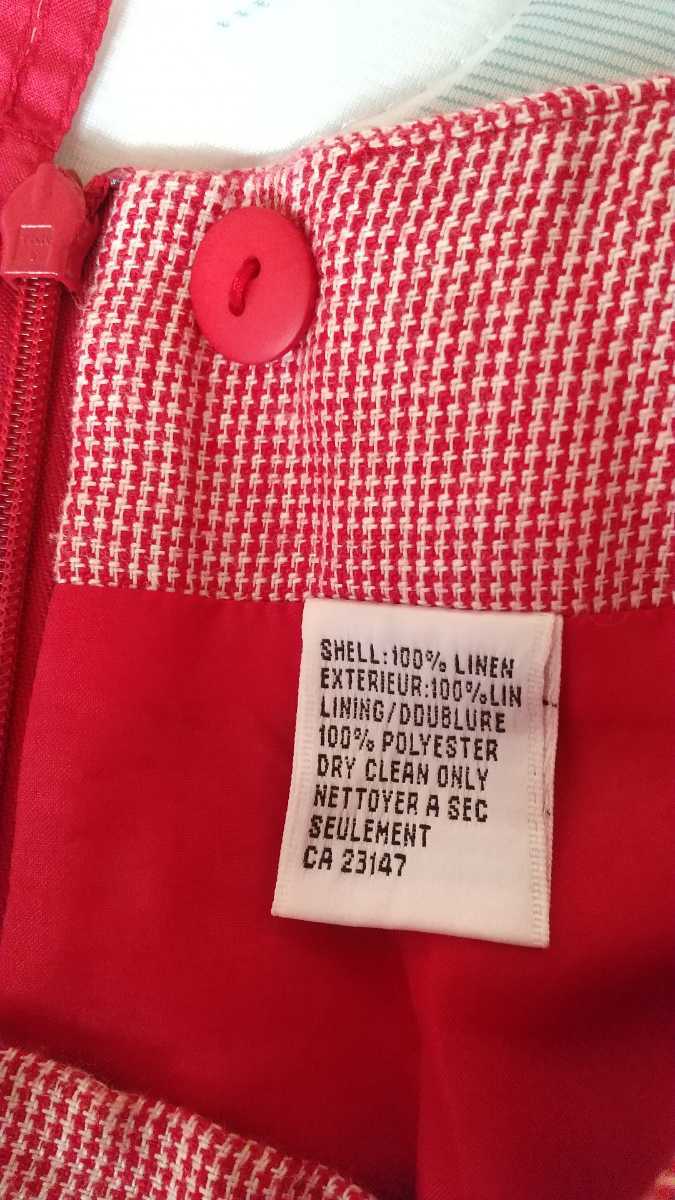 SHELL:100% LINEN
EXTERIEUR:100%LIN
LINING/DOUBLURE
100% POLYESTER
DRY CLEAN ONLY
NETTOYER A SEC
SEULEMENT
CA 23147